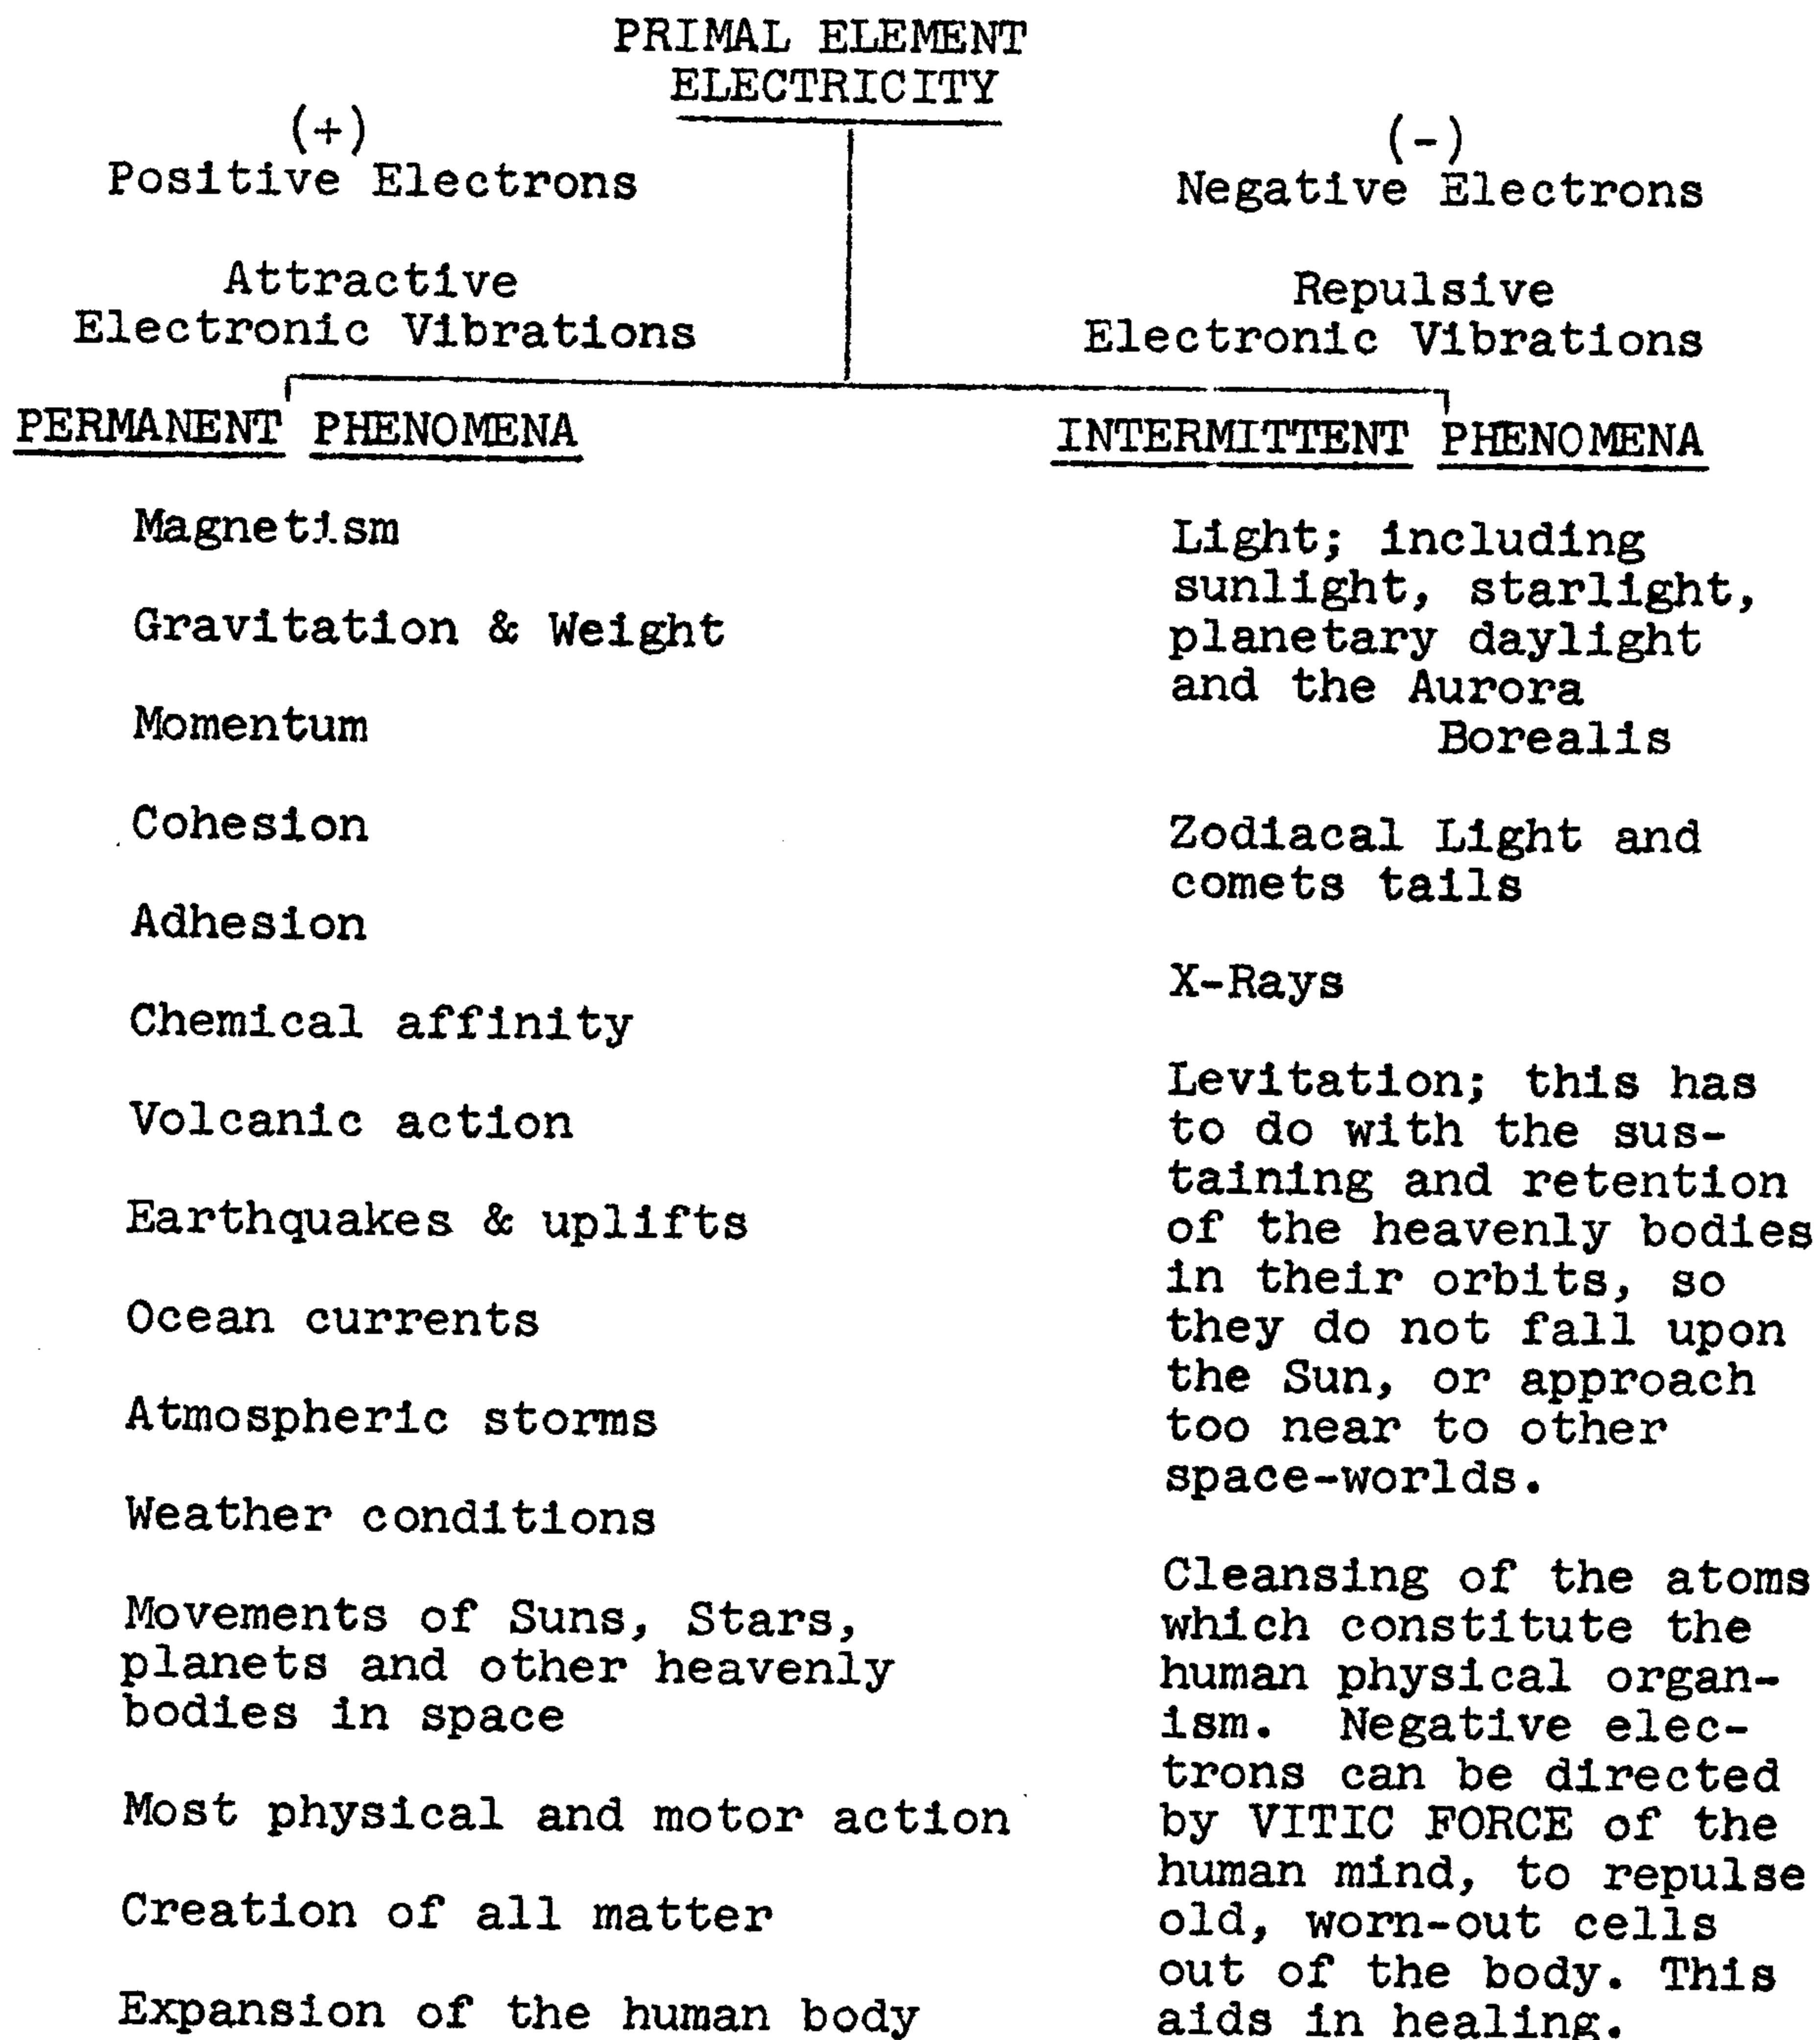 PRIMAL ELEMENT
ELECTRICITY
(+)
Positive Electrons
Attractive
Electronic Vibrations
PERMANENT PHENOMENA
Magnetism
Gravitation & Weight
Momentum
Cohesion
Adhesion
Chemical affinity
Volcanic action
Earthquakes & uplifts
Ocean currents
Atmospheric storms
Weather conditions
Movements of Suns, Stars,
planets and other heavenly
bodies in space
Most physical and motor action
Creation of all matter
Expansion of the human body
(-)
Negative Electrons
Repulsive
Electronic Vibrations
INTERMITTENT PHENOMENA
Light; including
sunlight, starlight,
planetary daylight
and the Aurora
Borealis
Zodiacal Light and
comets tails
X-Rays
Levitation; this has
to do with the sus-
taining and retention
of the heavenly bodies
in their orbits, so
they do not fall upon
the Sun, or approach
too near to other
space-worlds.
Cleansing of the atoms
which constitute the
human physical organ-
ism. Negative elec-
trons can be directed
by VITIC FORCE of the
human mind, to repulse
old, worn-out cells
out of the body. This
aids in healing.